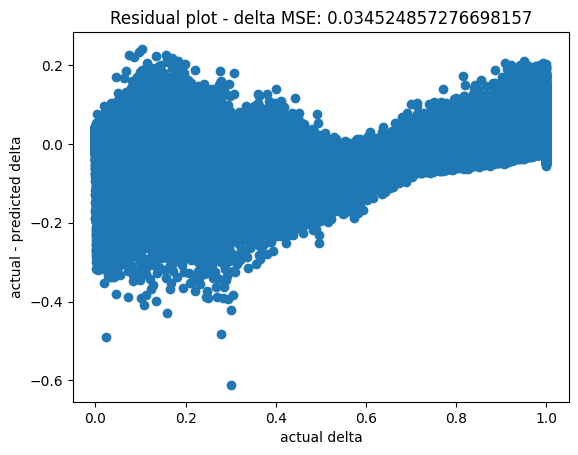 Residual plot - delta MSE: 0.034524857276698157
actual - predicted delta
0.2
0.0
−0.2
−0.4
−0.6
0.0 0.2 0.4 0.6 0.8 1.0
actual delta